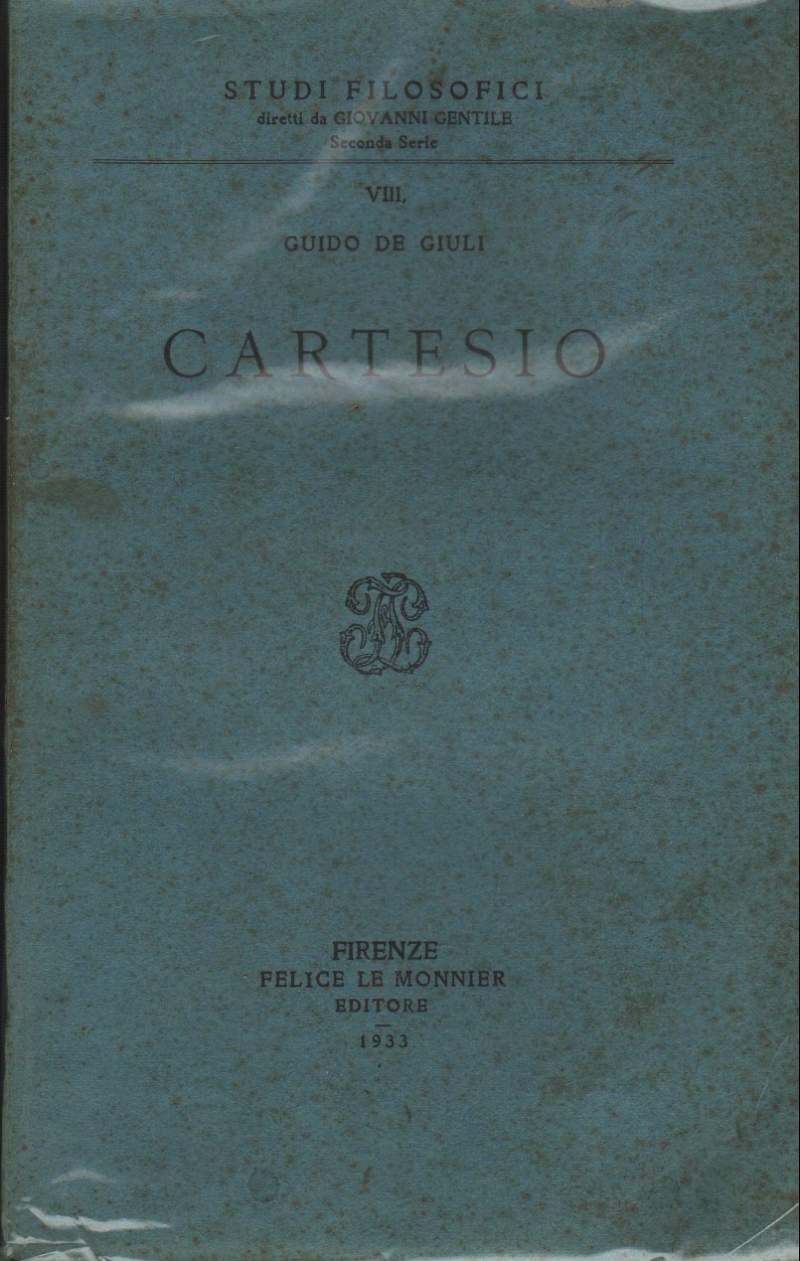 STUDI FILOSOFICI
diretti da GIOVANNI GENTILE
Seconda Serie
VIII.
GUIDO DE GIULI
CARTESIO
FIRENZE
FELICE LE MONNIER
EDITORE
1933